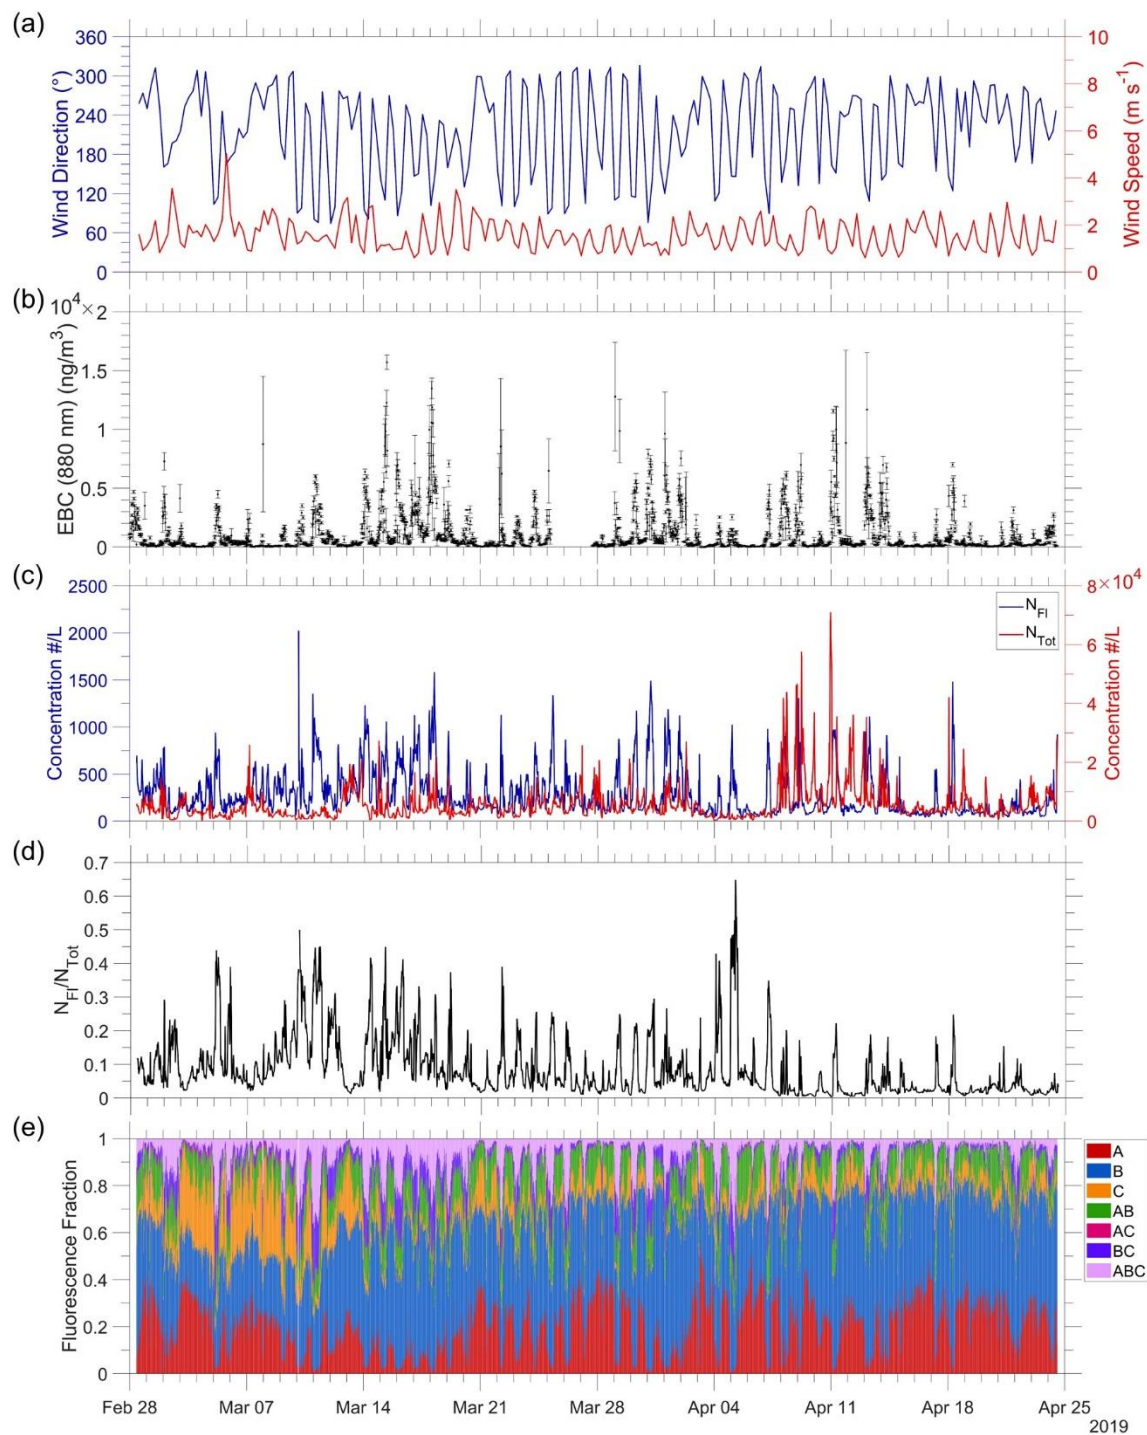 (a)
360
300
240
180
120
60
0
Wind Direction (°)
10
8
6
4
2
0
Wind Speed (m s⁻¹)
(b)
10⁴×
2
1.5
1
0.5
0
EBC (880 nm) (ng/m³)
(c)
2500
2000
1500
1000
500
0
Concentration #/L
N_Fl
N_Tot
8×10⁴
6
4
2
0
Concentration #/L
(d)
0.7
0.6
0.5
0.4
0.3
0.2
0.1
0
N_Fl/N_Tot
(e)
1
0.8
0.6
0.4
0.2
0
Fluorescence Fraction
A
B
C
AB
AC
BC
ABC
Feb 28 Mar 07 Mar 14 Mar 21 Mar 28 Apr 04 Apr 11 Apr 18 Apr 25
2019